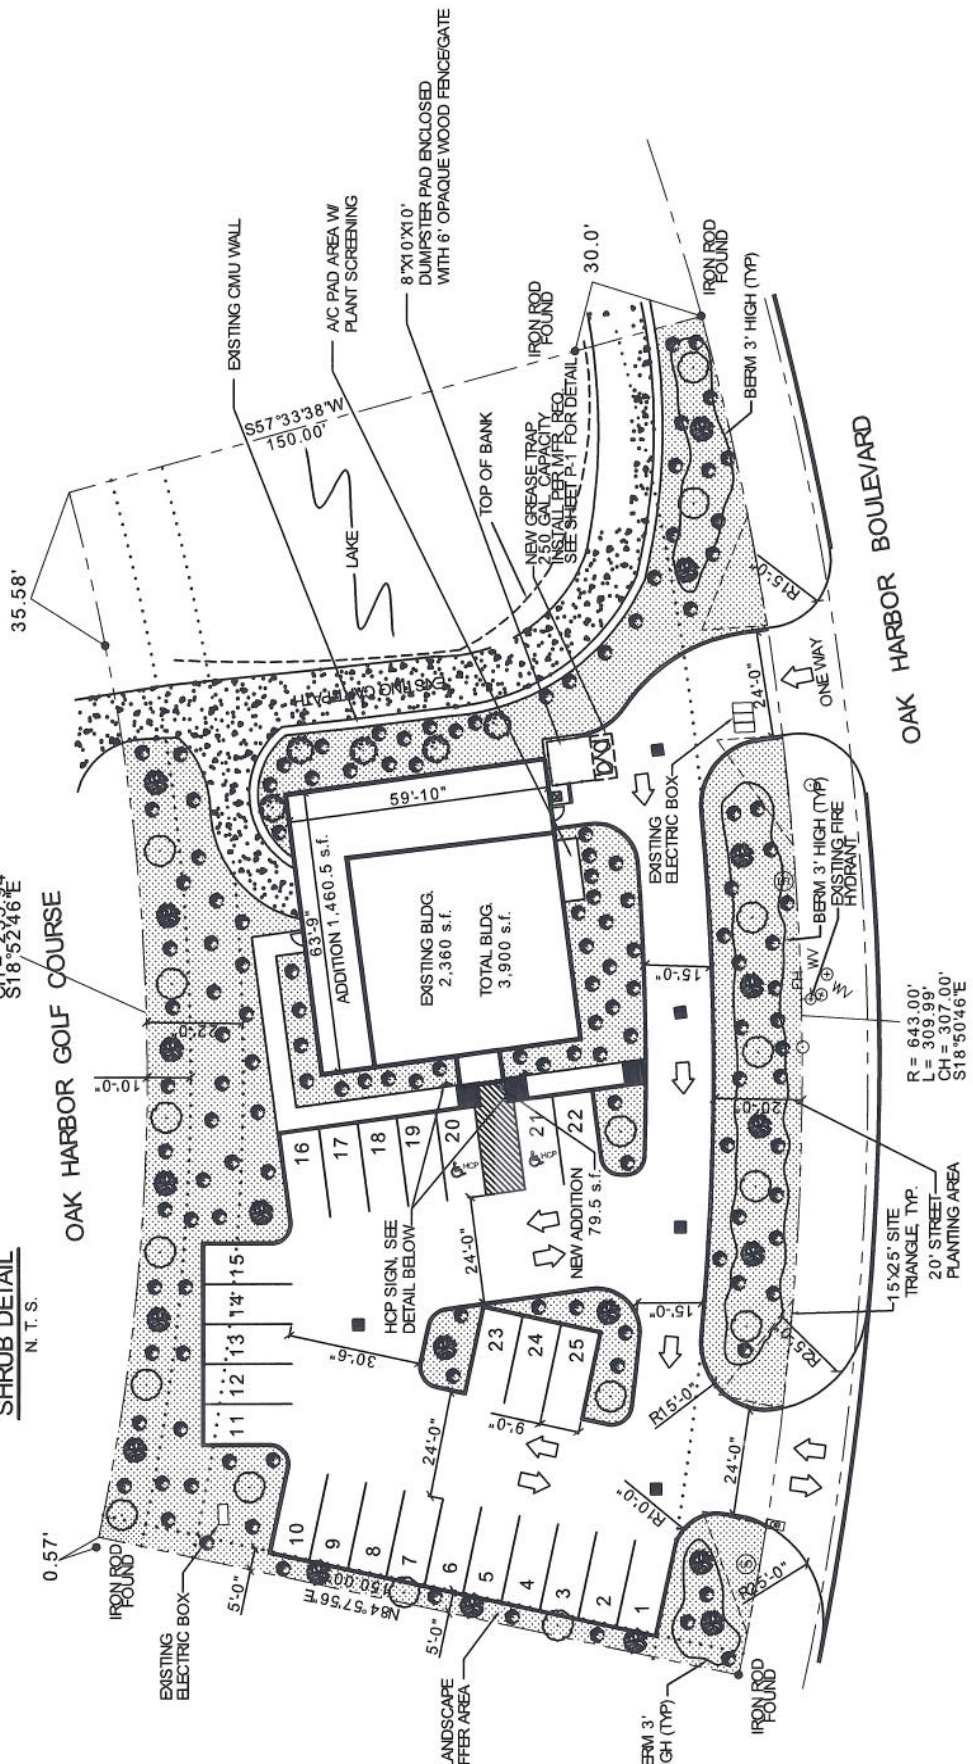 SHRUB DETAIL
N. T. S.
S18°52'46"E
OAK HARBOR GOLF COURSE
35.58'
0.57'
IRON ROD
FOUND
EXISTING
ELECTRIC BOX
5'-0"
5'-0"
N84°57'56"E
150.00'
10'-0"
22'-0"
EXISTING CART PATH
LAKE
S57°33'38"W
150.00'
EXISTING CMU WALL
A/C PAD AREA W/
PLANT SCREENING
8"X10'X10'
DUMPSTER PAD ENCLOSED
WITH 6' OPAQUE WOOD FENCE/GATE
TOP OF BANK
NEW GREASE TRAP
250 GAL. CAPACITY
INSTALL PER MFR. REQ.
SEE SHEET P-1 FOR DETAIL
IRON ROD
FOUND
30.0'
IRON ROD
FOUND
BERM 3' HIGH (TYP)
59'-10"
63'-9"
ADDITION 1,460.5 s.f.
EXISTING BLDG.
2,360 s.f.
TOTAL BLDG.
3,900 s.f.
1
2
3
4
5
6
7
8
9
10
11
12
13
14
15
16
17
18
19
20
HCP
21
HCP
22
23
24
25
HCP SIGN, SEE
DETAIL BELOW
NEW ADDITION
79.5 s.f.
30'-6"
24'-0"
24'-0"
9'-0"
15'-0"
15'-0"
EXISTING
ELECTRIC BOX
24'-0"
ONE WAY
R15'-0"
OAK HARBOR BOULEVARD
BERM 3' HIGH (TYP)
EXISTING FIRE
HYDRANT
FH
WV
WV
20'-0"
R = 643.00'
L = 309.99'
CH = 307.00'
S18°50'46"E
15'X25' SITE
TRIANGLE, TYP.
20' STREET
PLANTING AREA
R25'-0"
R15'-0"
24'-0"
R10'-0"
R25'-0"
IRON ROD
FOUND
ANDSCAPE
FFER AREA
ERM 3'
GH (TYP)